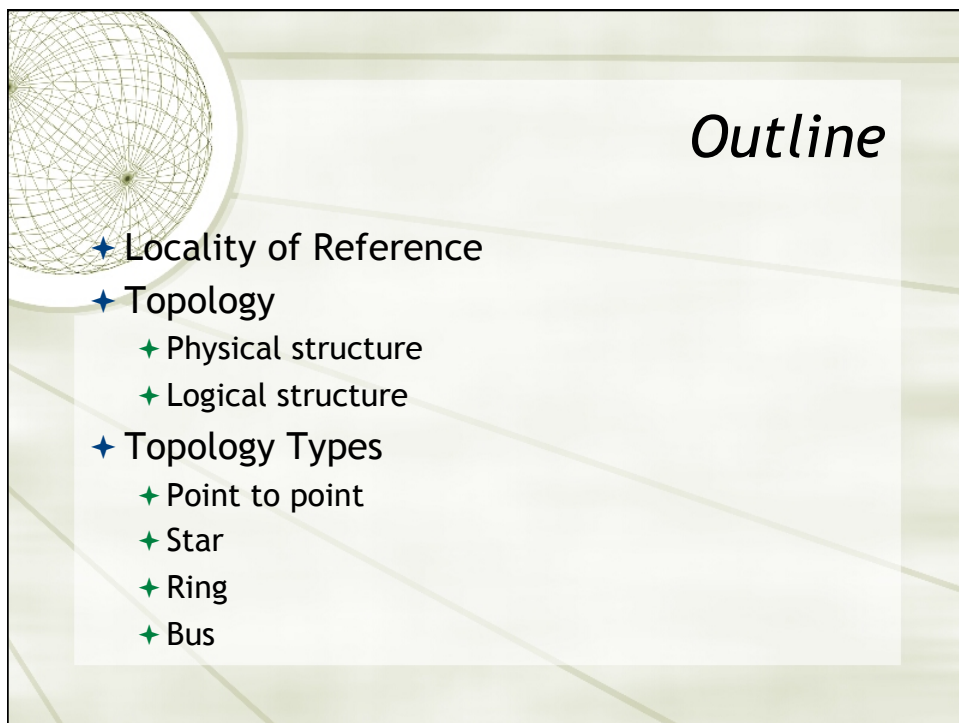 Outline
Locality of Reference
Topology
Physical structure
Logical structure
Topology Types
Point to point
Star
Ring
Bus